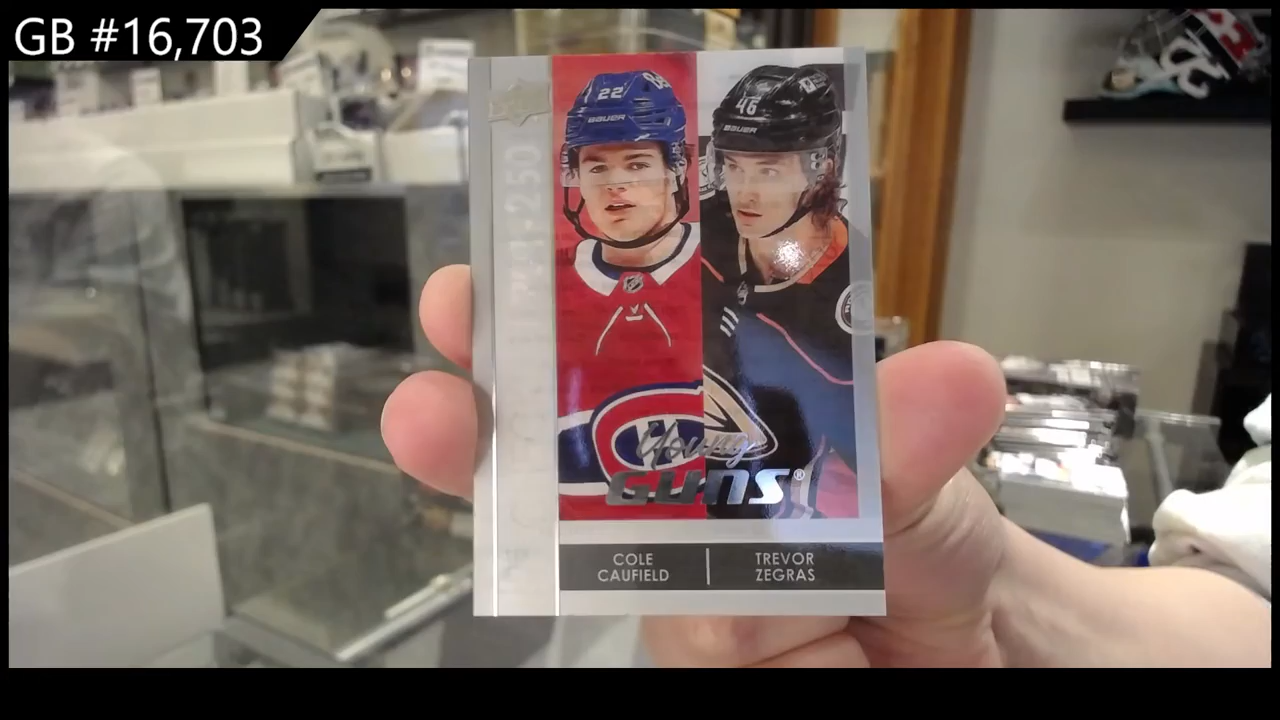 GB #16,703
22
BAUER
46
BAUER
Young
GUNS®
COLE
CAUFIELD
TREVOR
ZEGRAS